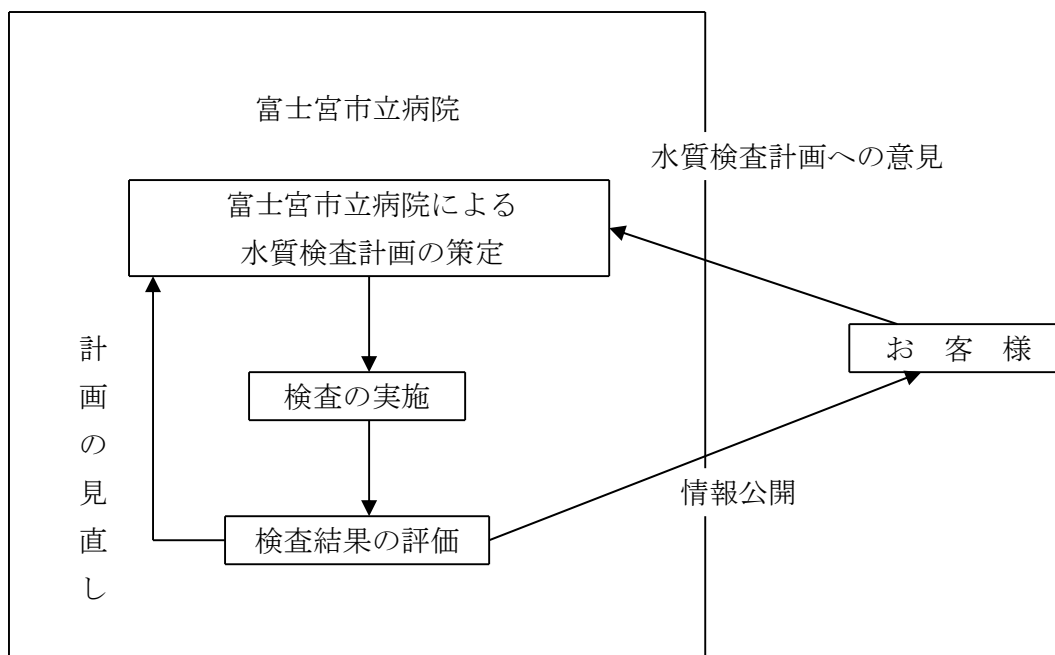 富士宮市立病院
水質検査計画への意見
富士宮市立病院による
水質検査計画の策定
お　客　様
計画の見直し
検査の実施
情報公開
検査結果の評価